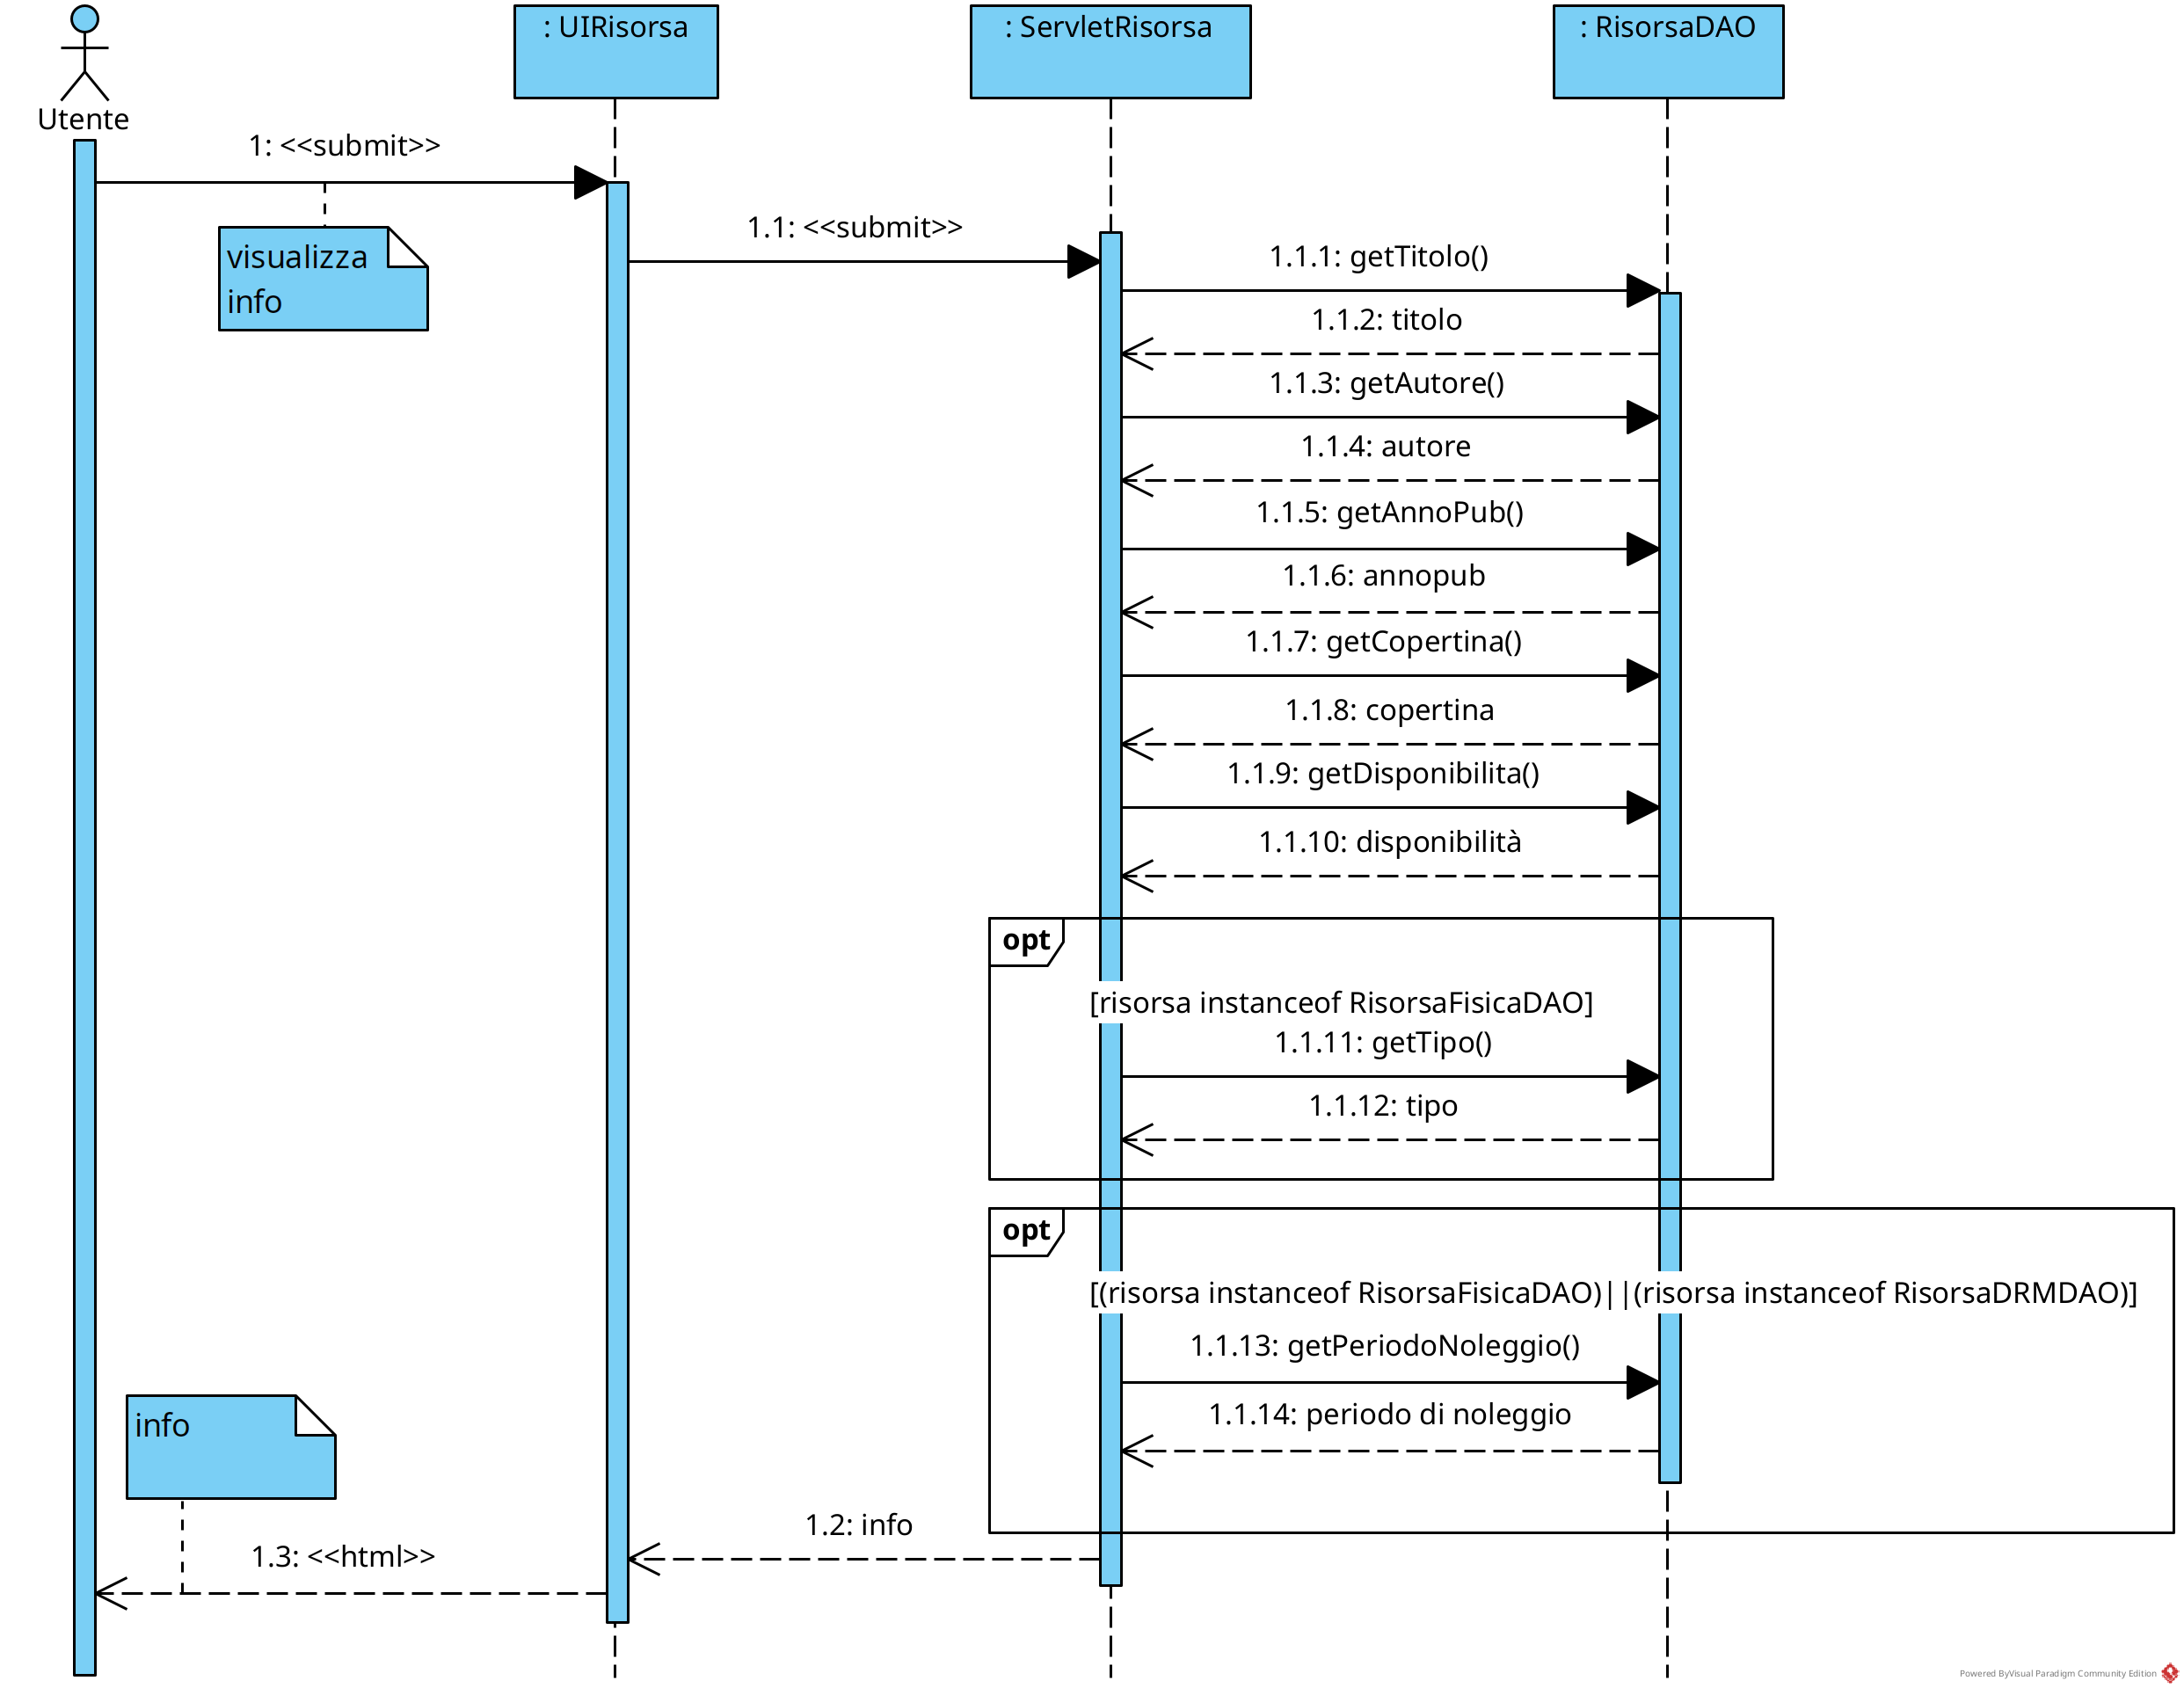 : UIRisorsa
: ServletRisorsa
: RisorsaDAO
Utente
1: <<submit>>
visualizza
info
1.1: <<submit>>
1.1.1: getTitolo()
1.1.2: titolo
1.1.3: getAutore()
1.1.4: autore
1.1.5: getAnnoPub()
1.1.6: annopub
1.1.7: getCopertina()
1.1.8: copertina
1.1.9: getDisponibilita()
1.1.10: disponibilità
opt
[risorsa instanceof RisorsaFisicaDAO]
1.1.11: getTipo()
1.1.12: tipo
opt
[(risorsa instanceof RisorsaFisicaDAO)||(risorsa instanceof RisorsaDRMDAO)]
1.1.13: getPeriodoNoleggio()
1.1.14: periodo di noleggio
info
1.2: info
1.3: <<html>>
Powered ByVisual Paradigm Community Edition